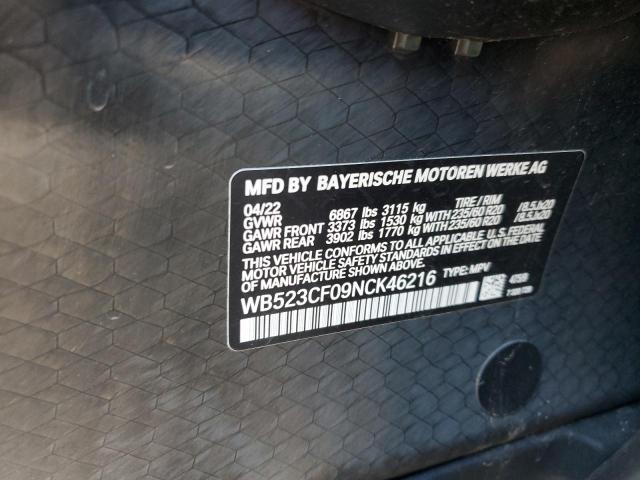 MFD BY BAYERISCHE MOTOREN WERKE AG
04/22 TIRE / RIM
GVWR 6867 lbs 3115 kg
GAWR FRONT 3373 lbs 1530 kg WITH 235/60 R20 / 8.5Jx20
GAWR REAR 3902 lbs 1770 kg WITH 235/60 R20 / 8.5Jx20
THIS VEHICLE CONFORMS TO ALL APPLICABLE U.S. FEDERAL
MOTOR VEHICLE SAFETY STANDARDS IN EFFECT ON THE DATE
OF MANUFACTURE SHOWN ABOVE.
WB523CF09NCK46216 TYPE: MPV